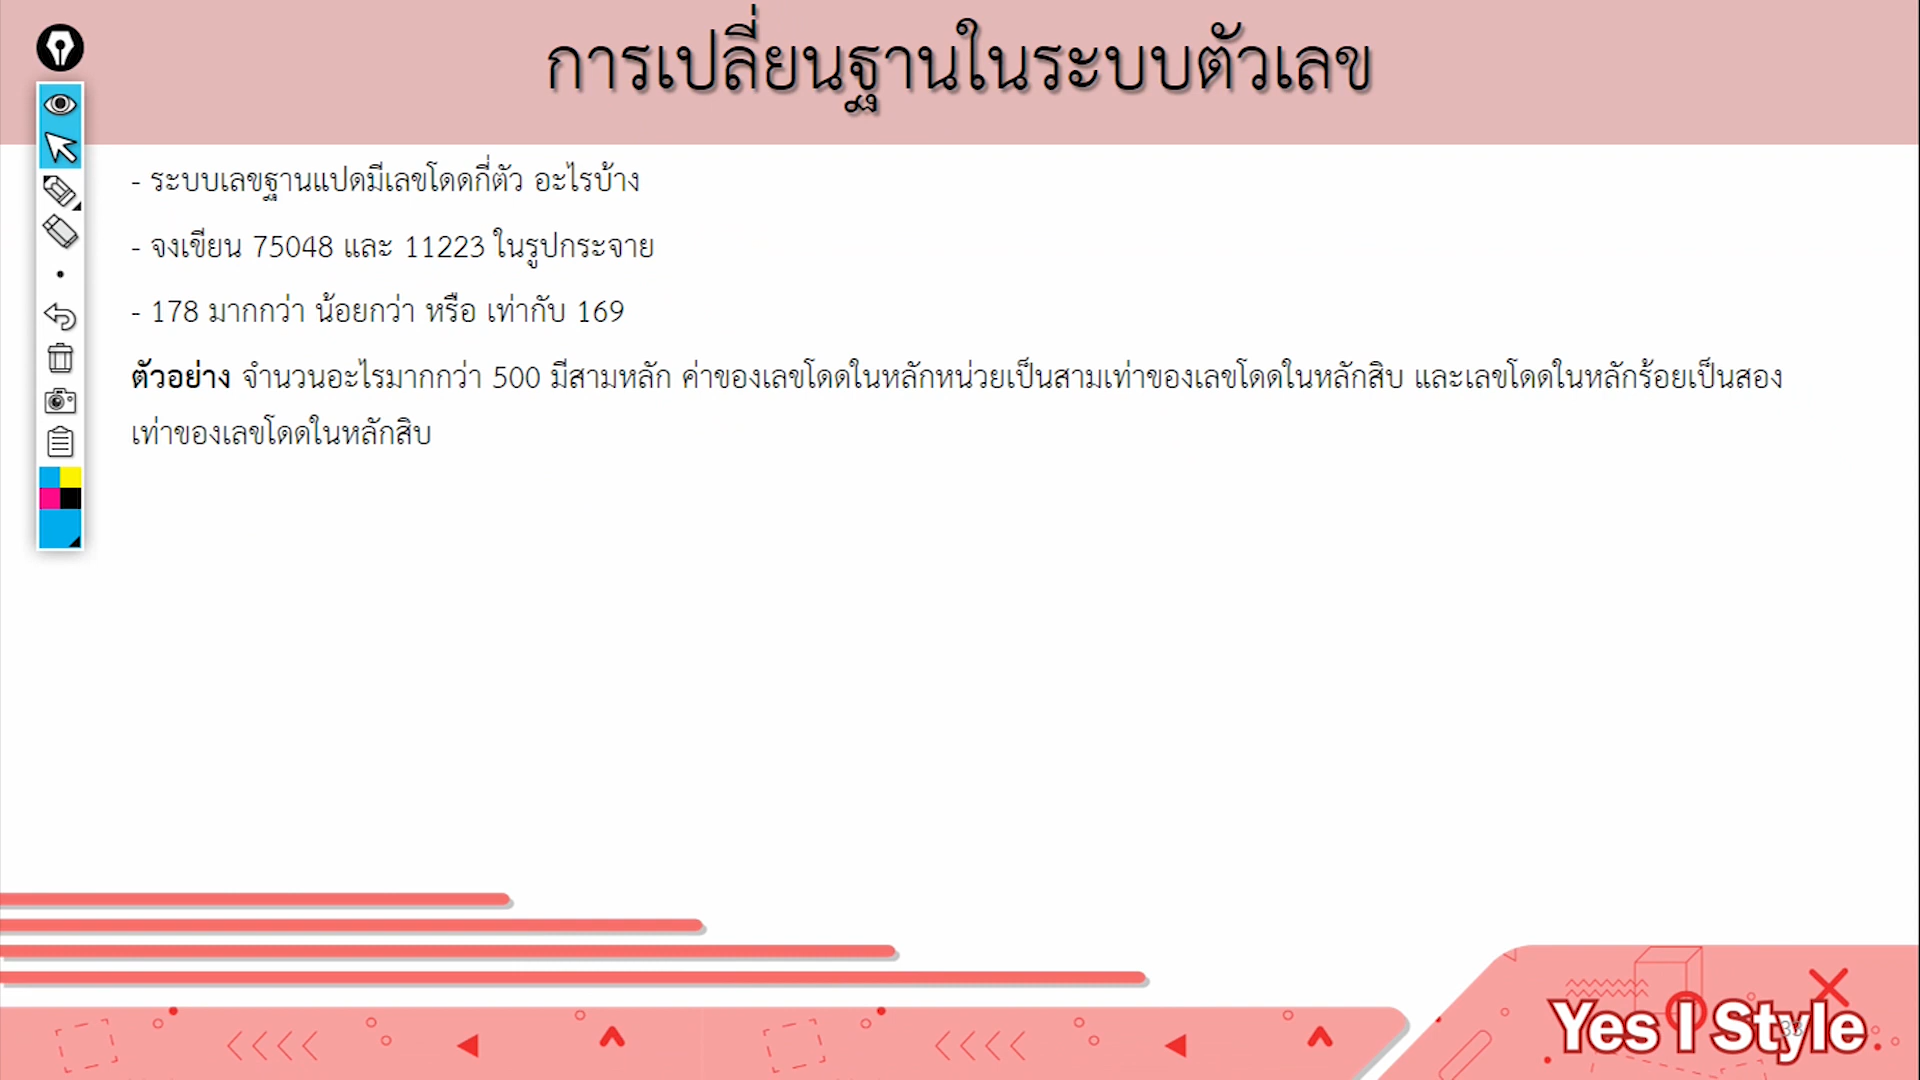 การเปลี่ยนฐานในระบบตัวเลข
- ระบบเลขฐานแปดมีเลขโดดกี่ตัว อะไรบ้าง
- จงเขียน 75048 และ 11223 ในรูปกระจาย
- 178 มากกว่า น้อยกว่า หรือ เท่ากับ 169
ตัวอย่าง จำนวนอะไรมากกว่า 500 มีสามหลัก ค่าของเลขโดดในหลักหน่วยเป็นสามเท่าของเลขโดดในหลักสิบ และเลขโดดในหลักร้อยเป็นสอง
เท่าของเลขโดดในหลักสิบ
Yes I Style
33